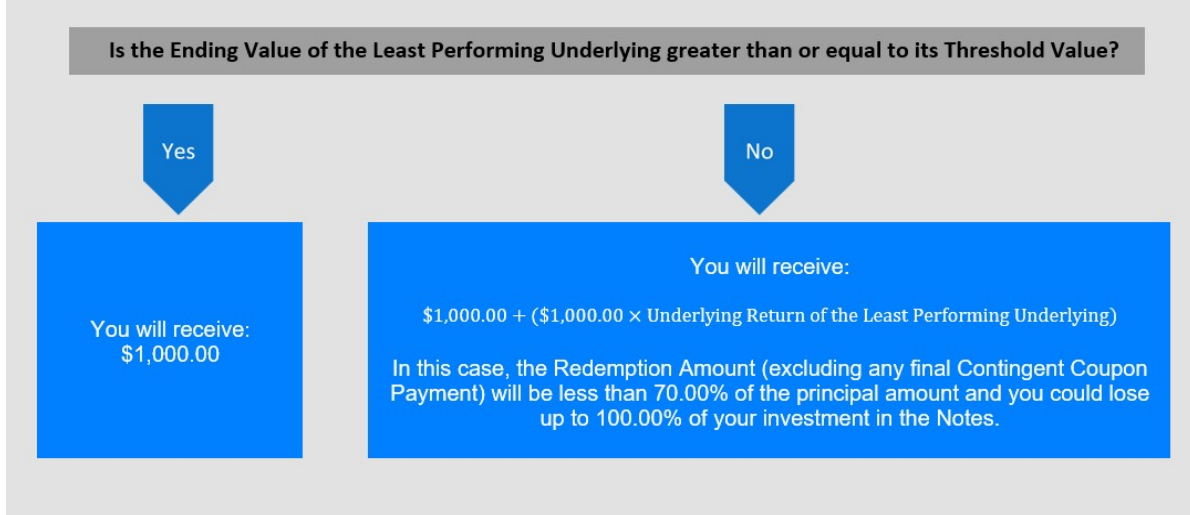 Is the Ending Value of the Least Performing Underlying greater than or equal to its Threshold Value?
Yes
No
You will receive:
$1,000.00
You will receive:
$1,000.00 + ($1,000.00 × Underlying Return of the Least Performing Underlying)
In this case, the Redemption Amount (excluding any final Contingent Coupon
Payment) will be less than 70.00% of the principal amount and you could lose
up to 100.00% of your investment in the Notes.